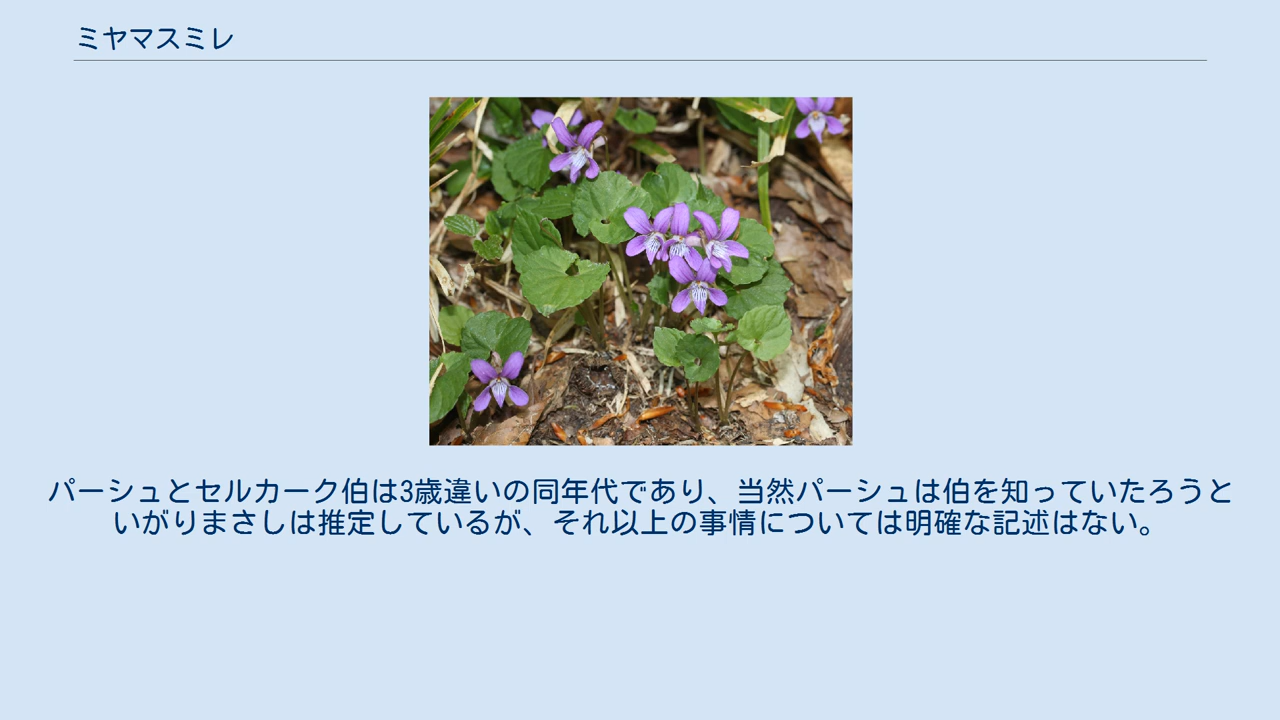 ミヤマスミレ
パーシュとセルカーク伯は3歳違いの同年代であり、当然パーシュは伯を知っていたろうと
いがりまさしは推定しているが、それ以上の事情については明確な記述はない。